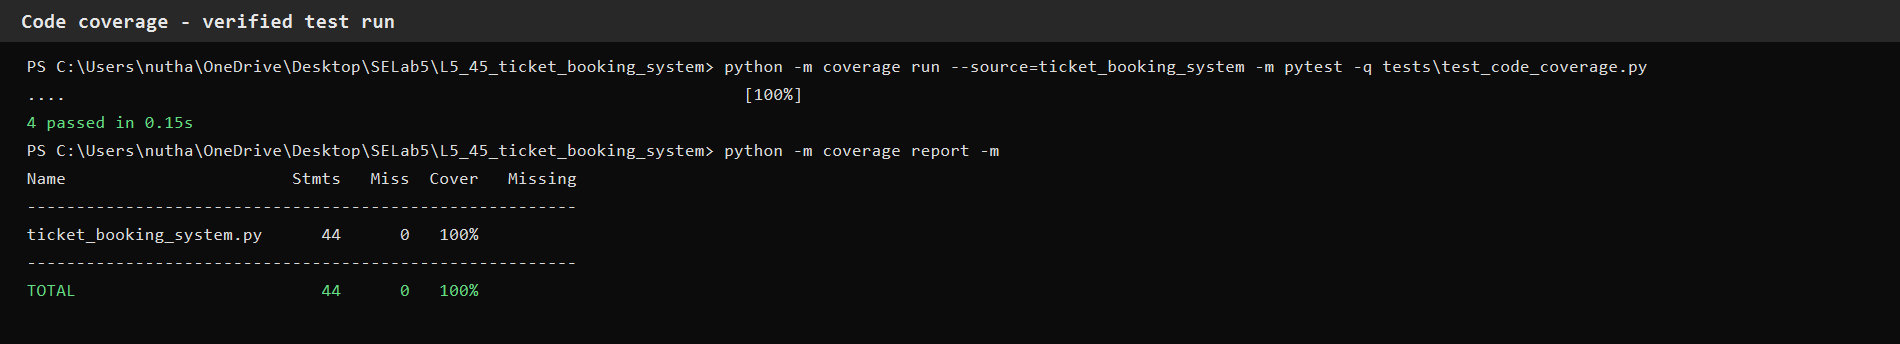 Code coverage - verified test run
PS C:\Users\nutha\OneDrive\Desktop\SELab5\L5_45_ticket_booking_system> python -m coverage run --source=ticket_booking_system -m pytest -q tests\test_code_coverage.py
.... [100%]
4 passed in 0.15s
PS C:\Users\nutha\OneDrive\Desktop\SELab5\L5_45_ticket_booking_system> python -m coverage report -m
Name Stmts Miss Cover Missing
--------------------------------------------------------
ticket_booking_system.py 44 0 100%
--------------------------------------------------------
TOTAL 44 0 100%